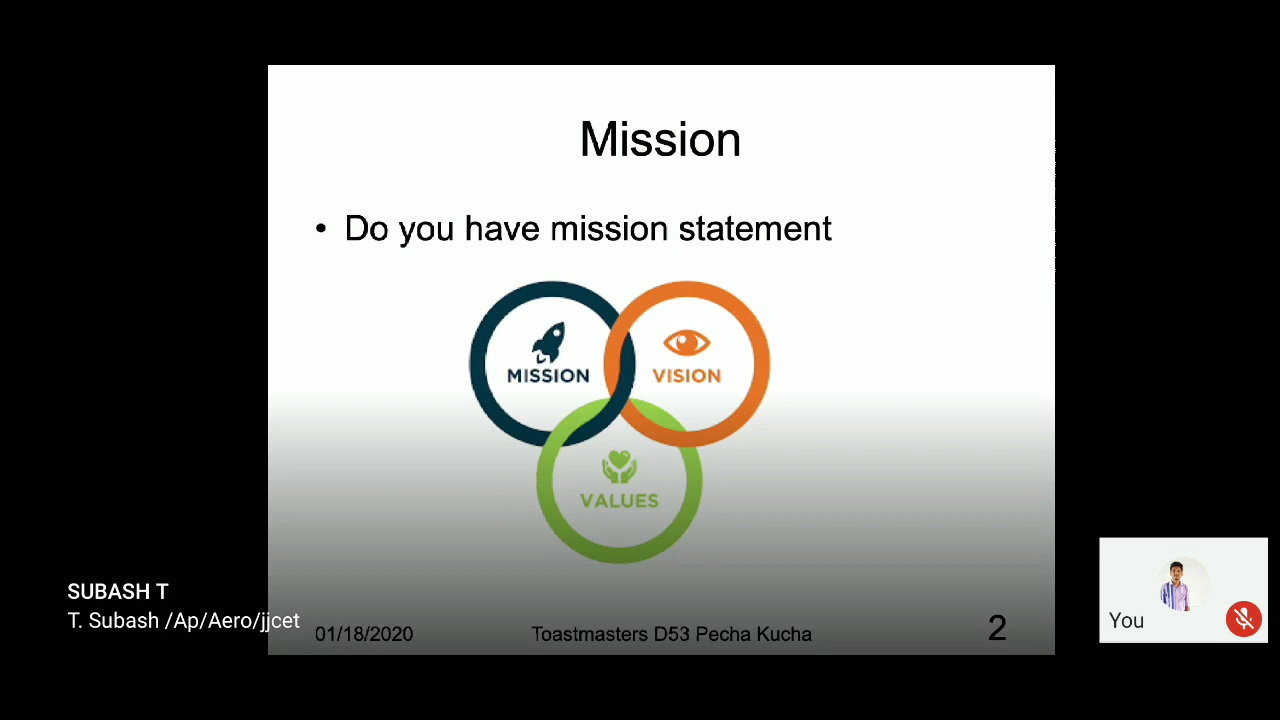 Mission
• Do you have mission statement
MISSION
VISION
VALUES
SUBASH T
T. Subash /Ap/Aero/jjcet
01/18/2020
Toastmasters D53 Pecha Kucha
2
You